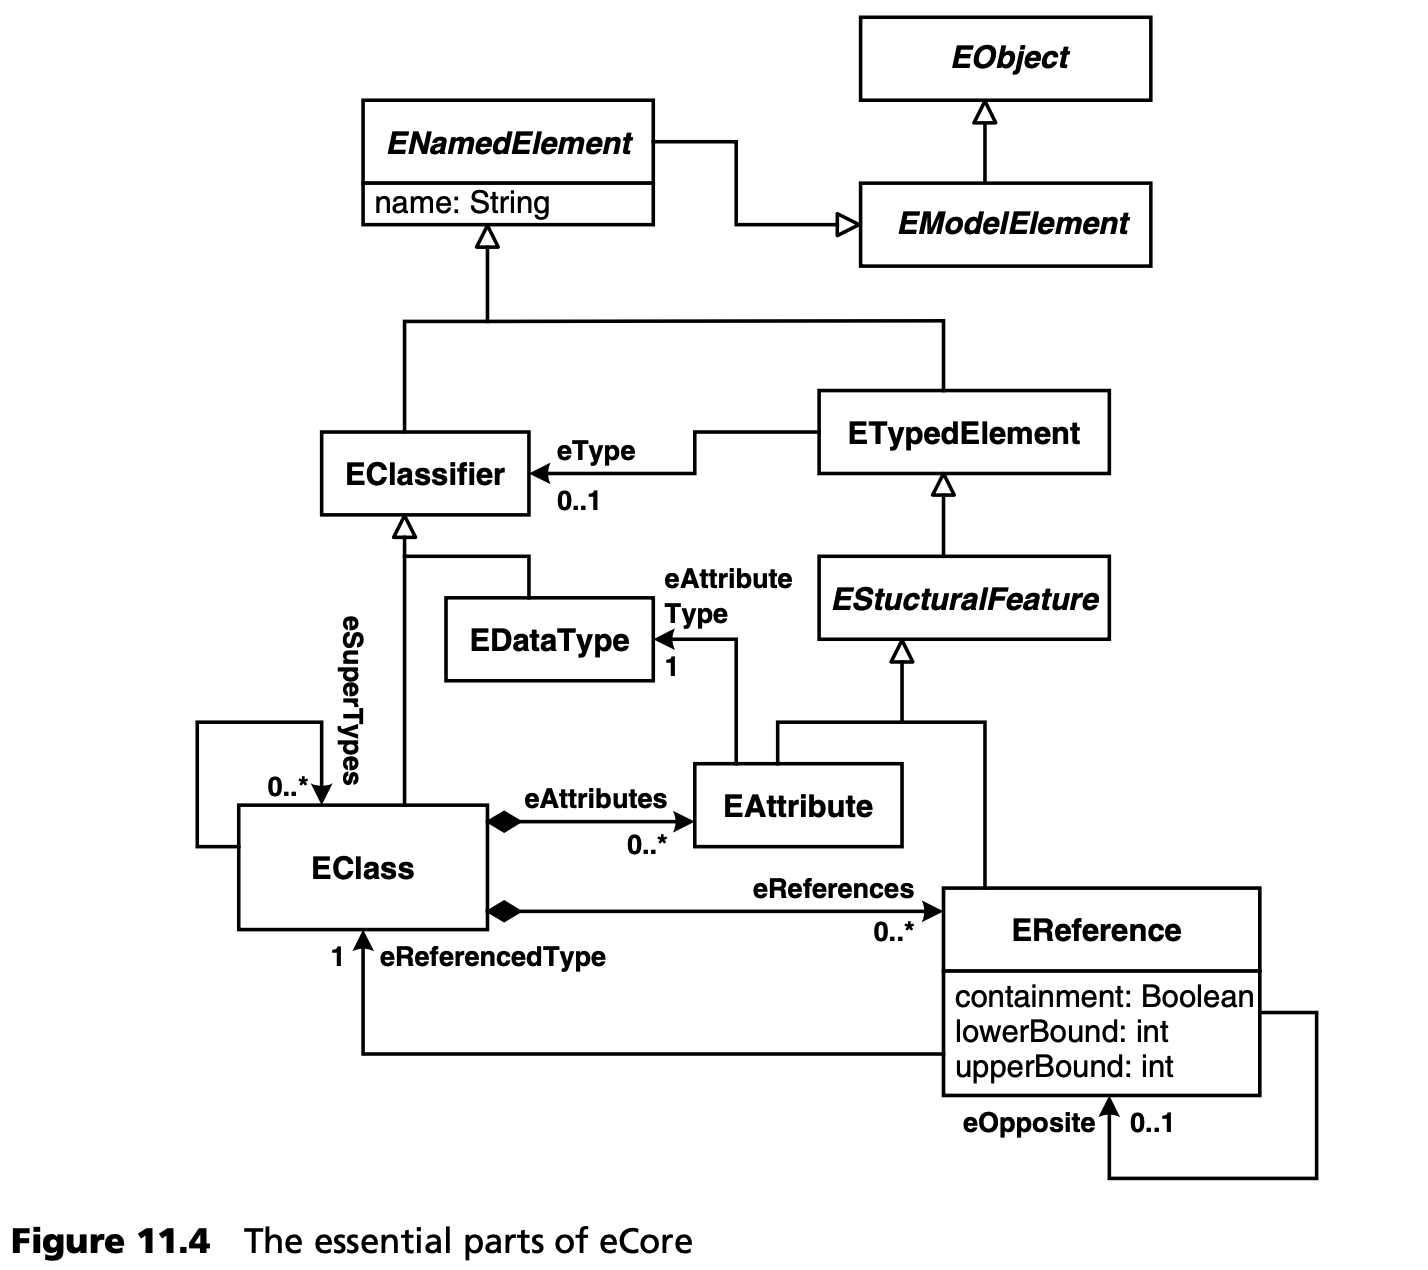 EObject
ENamedElement
name: String
EModelElement
ETypedElement
EClassifier
eType
0..1
EStucturalFeature
eAttribute
Type
1
EDataType
eSuperTypes
0..*
eAttributes
0..*
EAttribute
EClass
eReferences
0..*
EReference
1 eReferencedType
containment: Boolean
lowerBound: int
upperBound: int
eOpposite 0..1
Figure 11.4 The essential parts of eCore